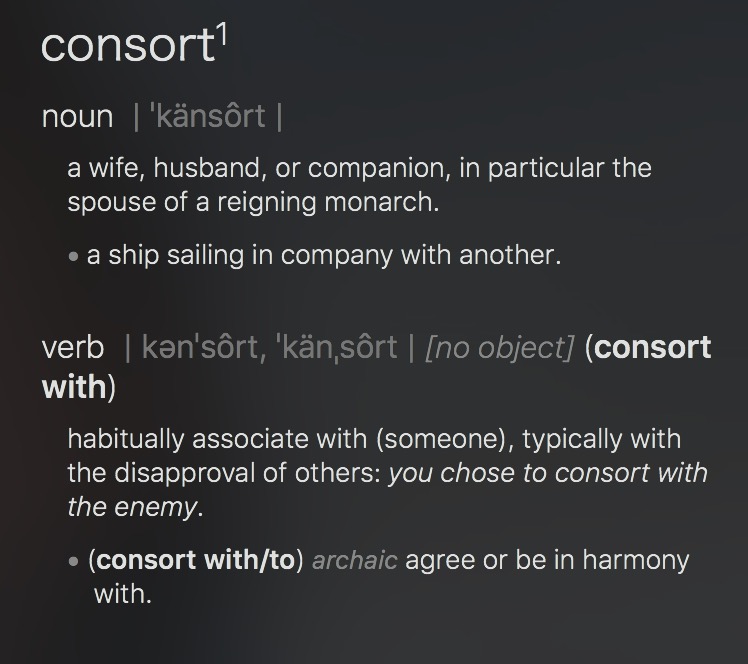 consort¹
noun | ˈkänsôrt |
a wife, husband, or companion, in particular the
spouse of a reigning monarch.
• a ship sailing in company with another.
verb | kənˈsôrt, ˈkänˌsôrt | [no object] (consort
with)
habitually associate with (someone), typically with
the disapproval of others: you chose to consort with
the enemy.
• (consort with/to) archaic agree or be in harmony
with.